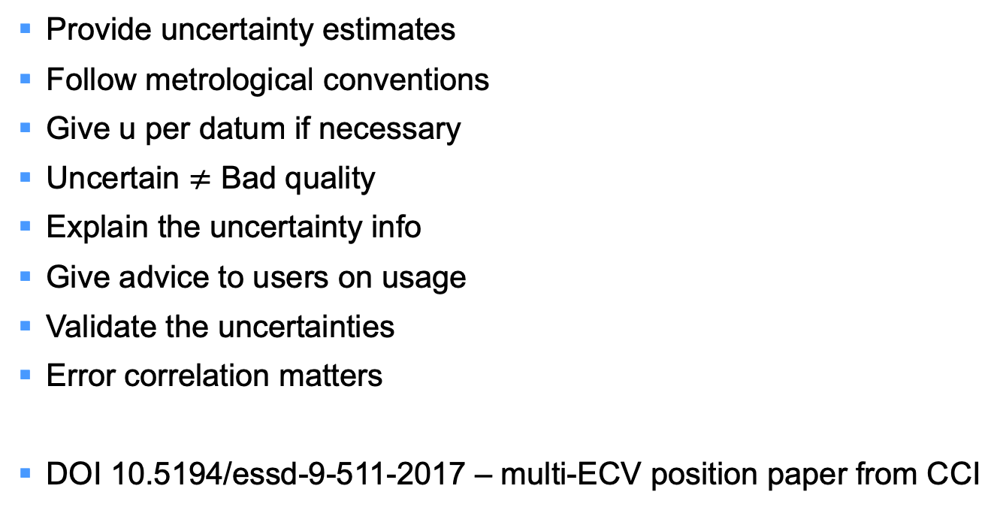 ▪ Provide uncertainty estimates
▪ Follow metrological conventions
▪ Give u per datum if necessary
▪ Uncertain ≠ Bad quality
▪ Explain the uncertainty info
▪ Give advice to users on usage
▪ Validate the uncertainties
▪ Error correlation matters
▪ DOI 10.5194/essd-9-511-2017 – multi-ECV position paper from CCI